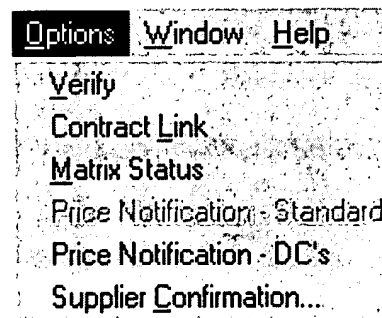 Options Window Help
Verify
Contract Link
Matrix Status
Price Notification - Standard
Price Notification - DC's
Supplier Confirmation...